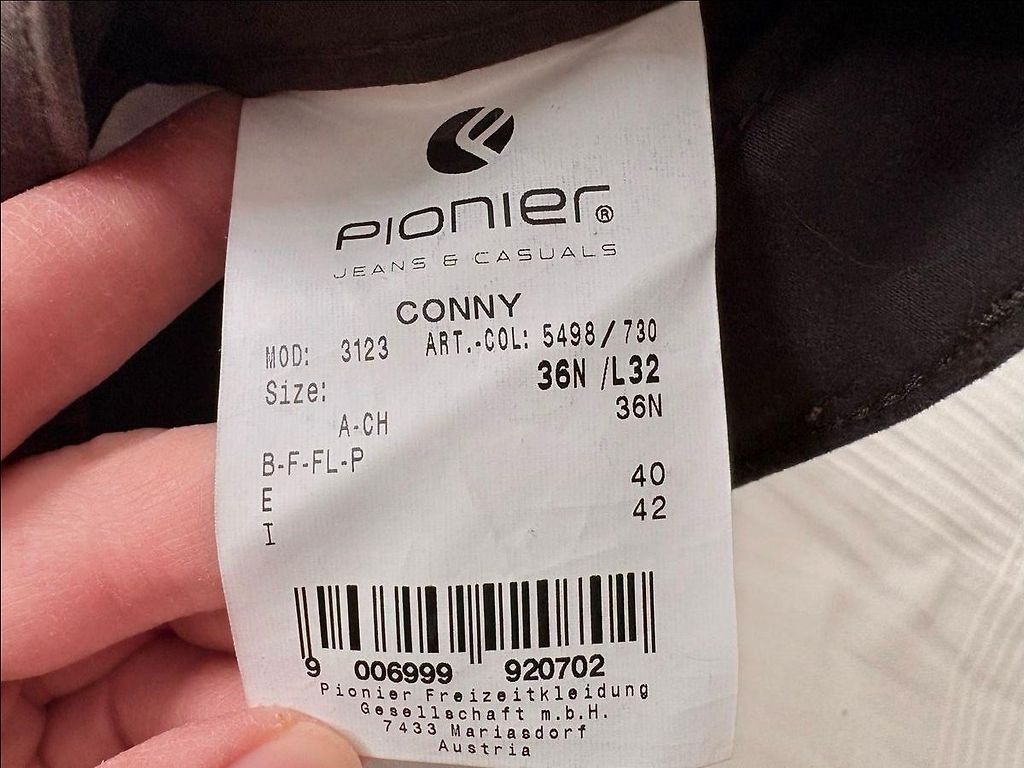 PIONIER®
JEANS & CASUALS
CONNY
MOD: 3123 ART.-COL: 5498/730
Size: 36N /L32
A-CH 36N
B-F-FL-P
E 40
I 42
9 006999 920702
Pionier Freizeitkleidung
Gesellschaft m.b.H.
7433 Mariasdorf
Austria